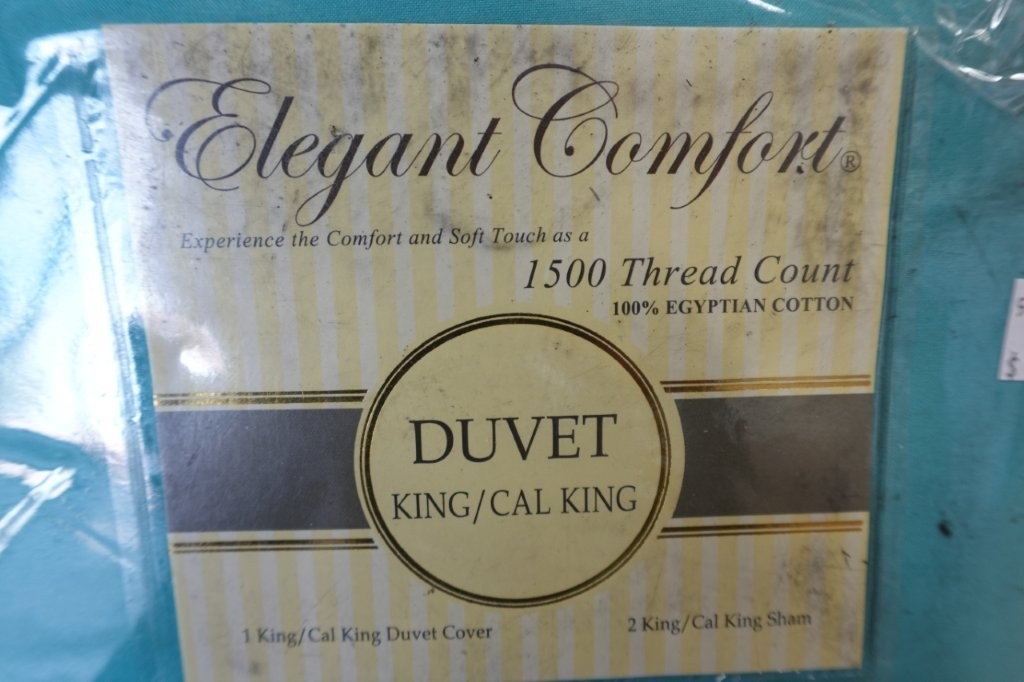 Elegant Comfort®
Experience the Comfort and Soft Touch as a
1500 Thread Count
100% EGYPTIAN COTTON
DUVET
KING/CAL KING
1 King/Cal King Duvet Cover
2 King/Cal King Sham